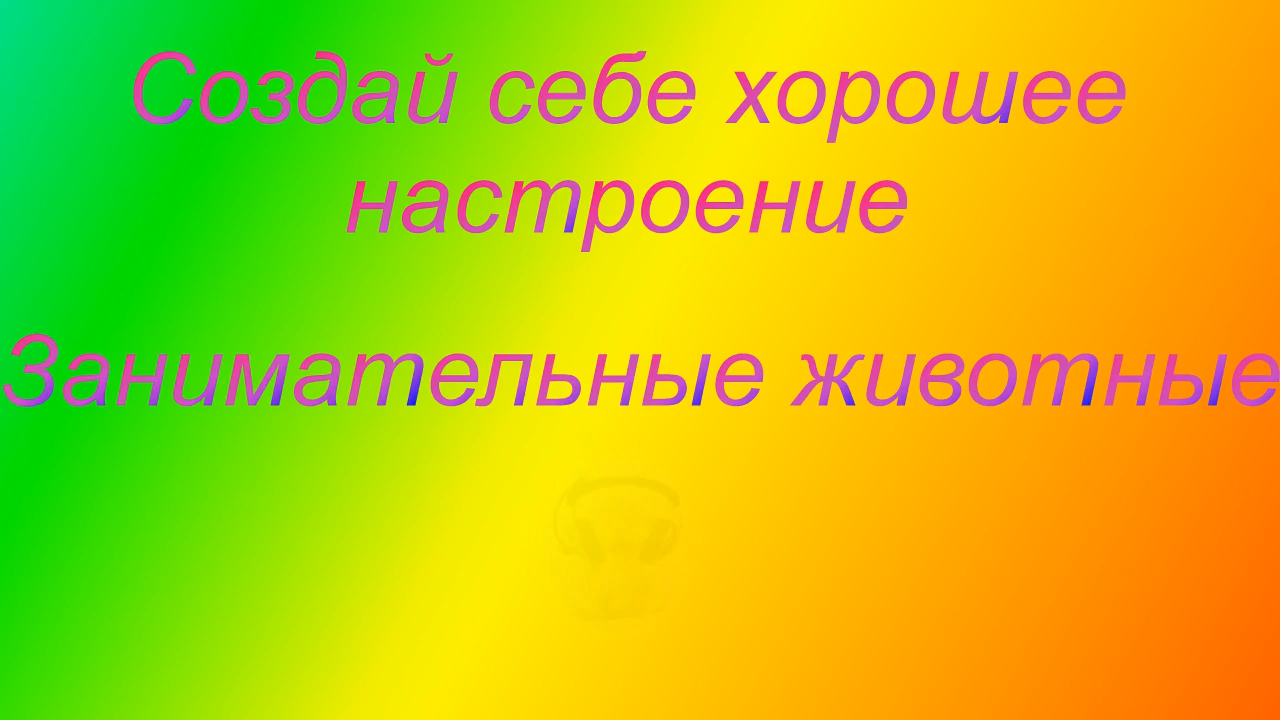 Создай себе хорошее
настроение
Занимательные животные